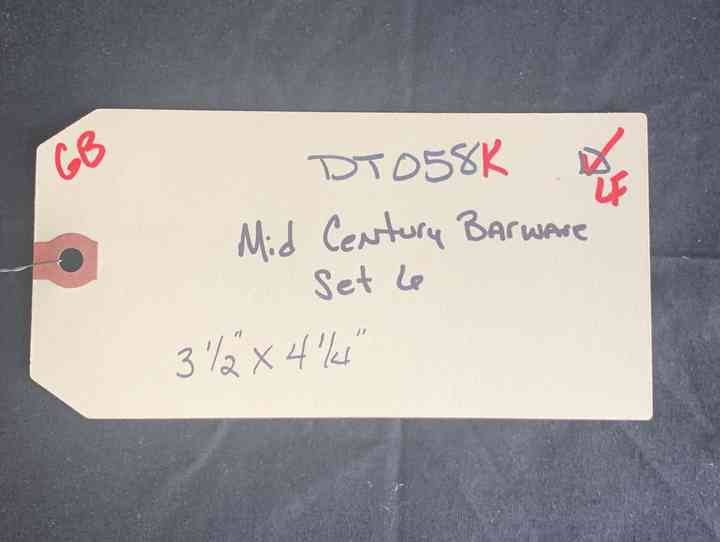 GB
DT058K
D
LF
Mid Century Barware
Set 6
3 1/2" x 4 1/4"